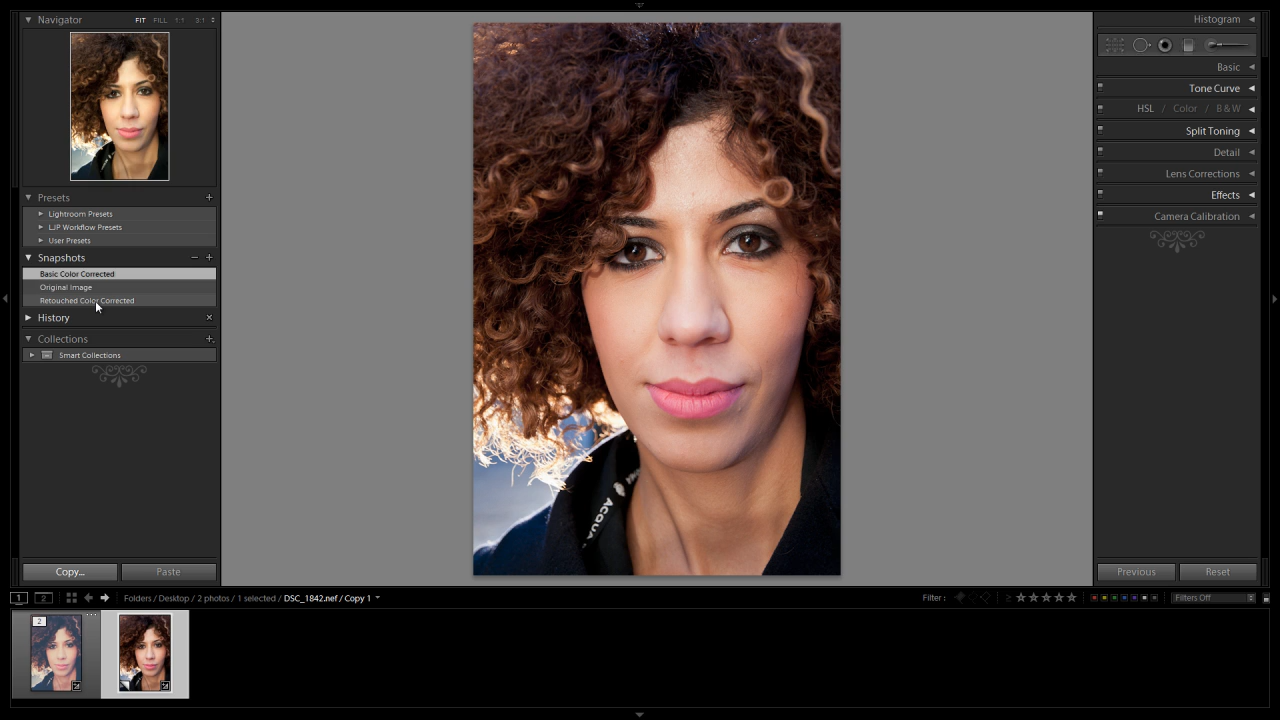 Navigator FIT FILL 1:1 3:1
Presets +
Lightroom Presets
LJP Workflow Presets
User Presets
Snapshots − +
Basic Color Corrected
Original Image
Retouched Color Corrected
History ×
Collections +
Smart Collections
Copy... Paste
ACQUA
Histogram
Basic
Tone Curve
HSL / Color / B & W
Split Toning
Detail
Lens Corrections
Effects
Camera Calibration
Previous Reset
1 2 Folders / Desktop / 2 photos / 1 selected / DSC_1842.nef / Copy 1
Filter : ≥ Filters Off
2